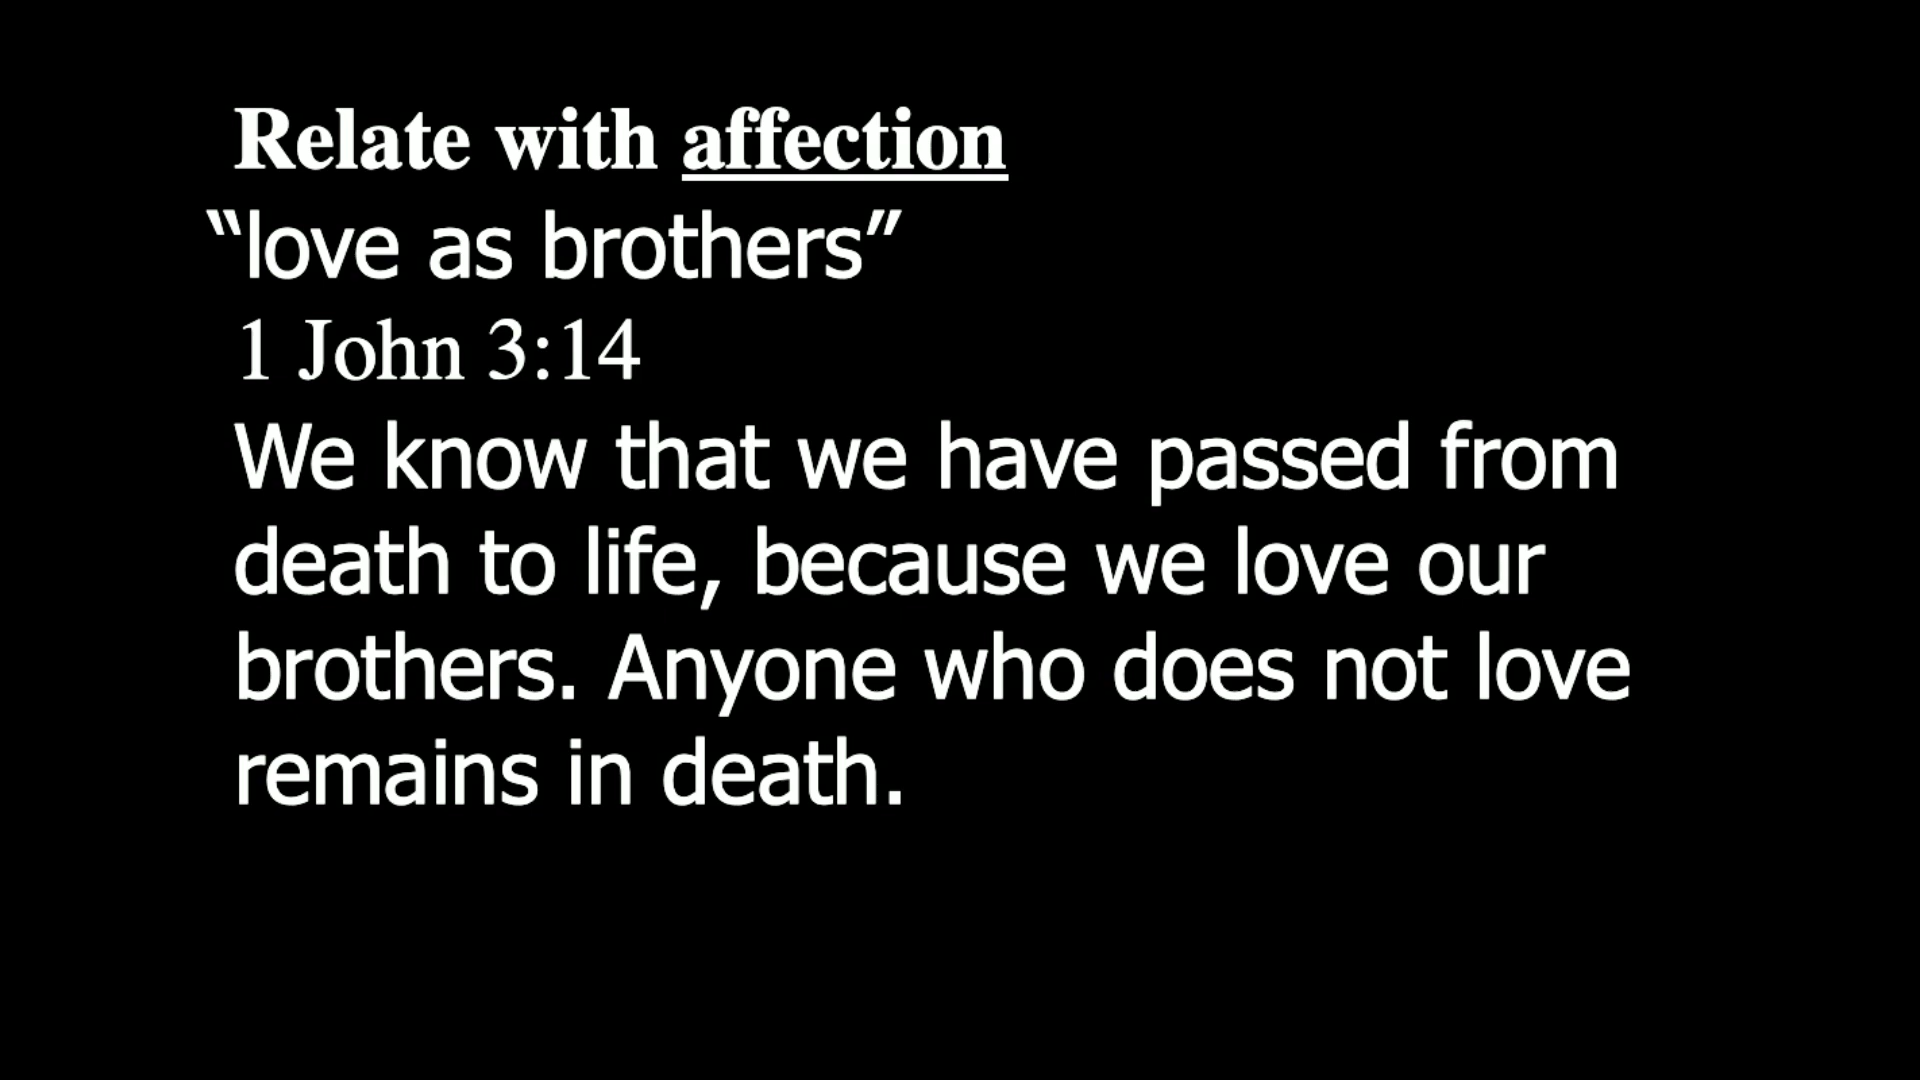 Relate with affection
“love as brothers”
1 John 3:14
We know that we have passed from
death to life, because we love our
brothers. Anyone who does not love
remains in death.